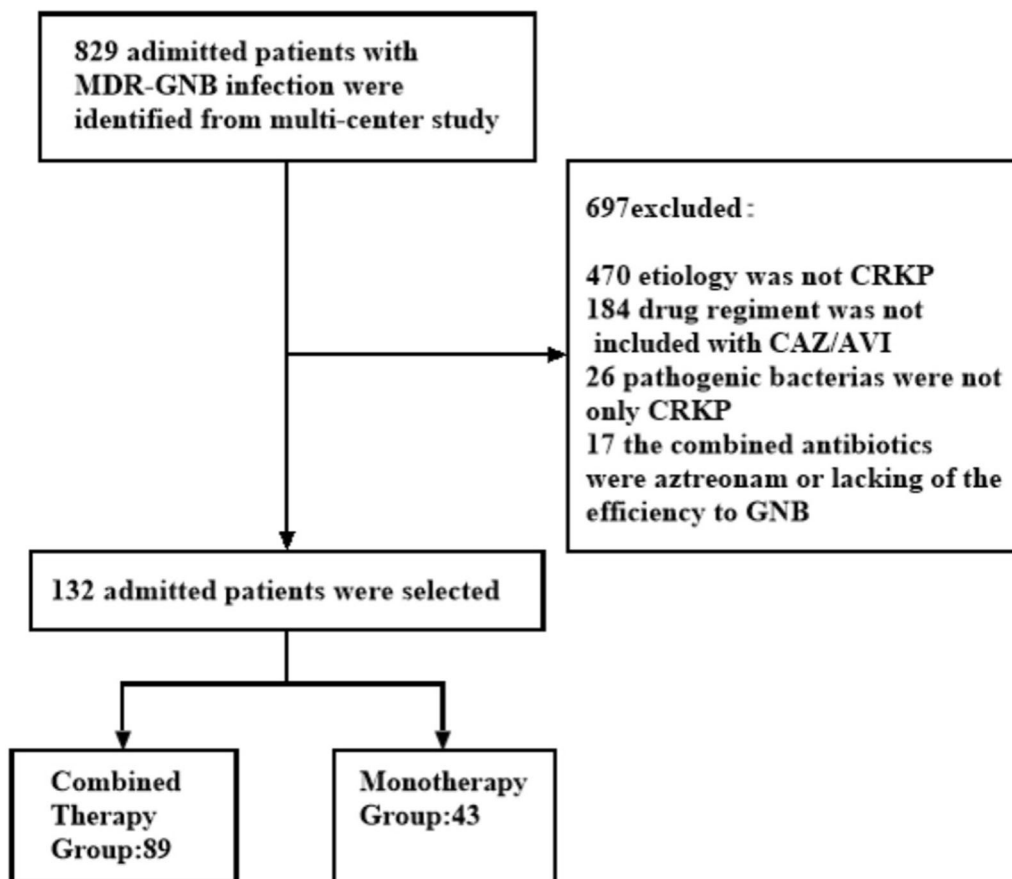 829 adimitted patients with
MDR-GNB infection were
identified from multi-center study
697excluded：
470 etiology was not CRKP
184 drug regiment was not
included with CAZ/AVI
26 pathogenic bacterias were not
only CRKP
17 the combined antibiotics
were aztreonam or lacking of the
efficiency to GNB
132 admitted patients were selected
Combined
Therapy
Group:89
Monotherapy
Group:43